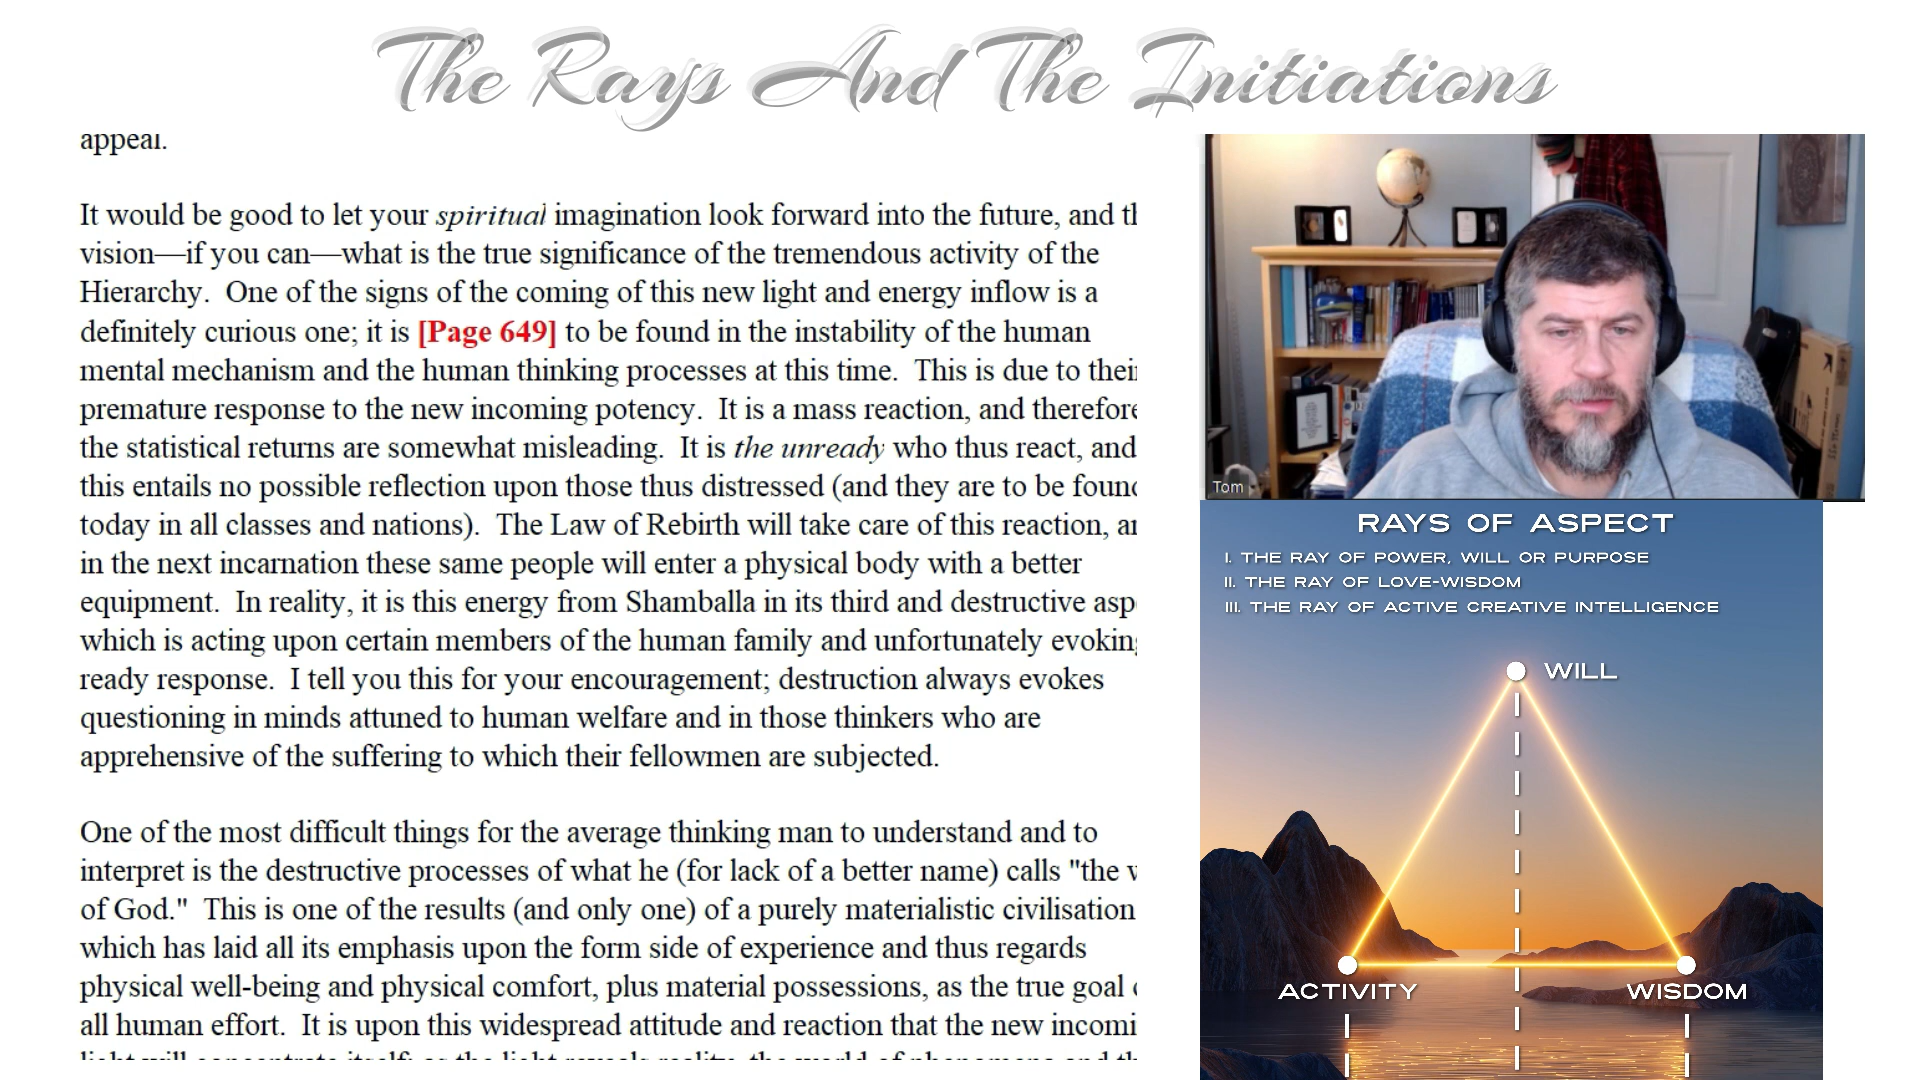 The Rays And The Initiations
appeal.
It would be good to let your spiritual imagination look forward into the future, and
vision—if you can—what is the true significance of the tremendous activity of the
Hierarchy.  One of the signs of the coming of this new light and energy inflow is a
definitely curious one; it is [Page 649] to be found in the instability of the human
mental mechanism and the human thinking processes at this time.  This is due to their
premature response to the new incoming potency.  It is a mass reaction, and therefore
the statistical returns are somewhat misleading.  It is the unready who thus react, and
this entails no possible reflection upon those thus distressed (and they are to be found
today in all classes and nations).  The Law of Rebirth will take care of this reaction,
in the next incarnation these same people will enter a physical body with a better
equipment.  In reality, it is this energy from Shamballa in its third and destructive
which is acting upon certain members of the human family and unfortunately evoking
ready response.  I tell you this for your encouragement; destruction always evokes
questioning in minds attuned to human welfare and in those thinkers who are
apprehensive of the suffering to which their fellowmen are subjected.
One of the most difficult things for the average thinking man to understand and to
interpret is the destructive processes of what he (for lack of a better name) calls "the
of God."  This is one of the results (and only one) of a purely materialistic civilisation
which has laid all its emphasis upon the form side of experience and thus regards
physical well-being and physical comfort, plus material possessions, as the true goal
all human effort.  It is upon this widespread attitude and reaction that the new
Tom
RAYS OF ASPECT
I. THE RAY OF POWER, WILL OR PURPOSE
II. THE RAY OF LOVE-WISDOM
III. THE RAY OF ACTIVE CREATIVE INTELLIGENCE
WILL
ACTIVITY
WISDOM